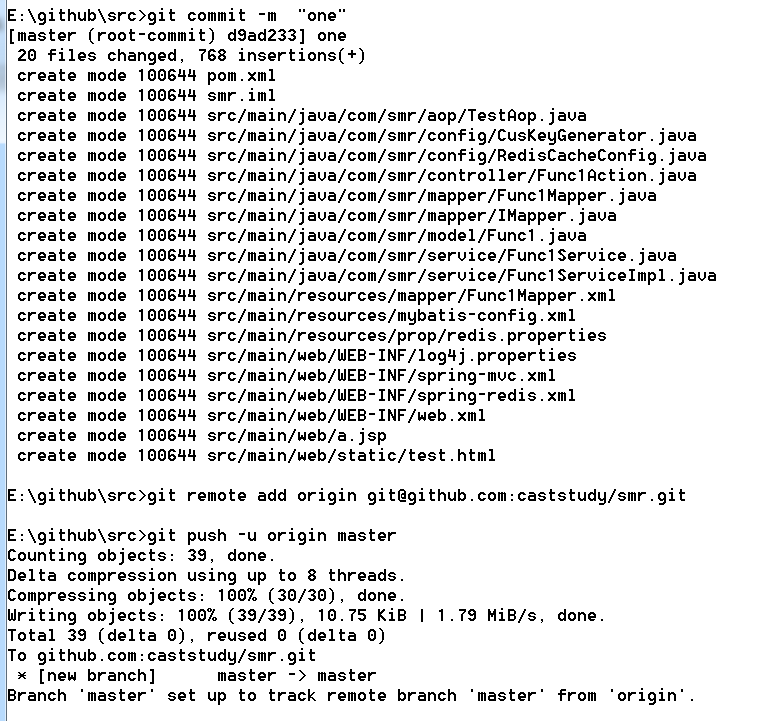 E:\github\src>git commit -m  "one"
[master (root-commit) d9ad233] one
 20 files changed, 768 insertions(+)
 create mode 100644 pom.xml
 create mode 100644 smr.iml
 create mode 100644 src/main/java/com/smr/aop/TestAop.java
 create mode 100644 src/main/java/com/smr/config/CusKeyGenerator.java
 create mode 100644 src/main/java/com/smr/config/RedisCacheConfig.java
 create mode 100644 src/main/java/com/smr/controller/Func1Action.java
 create mode 100644 src/main/java/com/smr/mapper/Func1Mapper.java
 create mode 100644 src/main/java/com/smr/mapper/IMapper.java
 create mode 100644 src/main/java/com/smr/model/Func1.java
 create mode 100644 src/main/java/com/smr/service/Func1Service.java
 create mode 100644 src/main/java/com/smr/service/Func1ServiceImpl.java
 create mode 100644 src/main/resources/mapper/Func1Mapper.xml
 create mode 100644 src/main/resources/mybatis-config.xml
 create mode 100644 src/main/resources/prop/redis.properties
 create mode 100644 src/main/web/WEB-INF/log4j.properties
 create mode 100644 src/main/web/WEB-INF/spring-mvc.xml
 create mode 100644 src/main/web/WEB-INF/spring-redis.xml
 create mode 100644 src/main/web/WEB-INF/web.xml
 create mode 100644 src/main/web/a.jsp
 create mode 100644 src/main/web/static/test.html
E:\github\src>git remote add origin git@github.com:caststudy/smr.git
E:\github\src>git push -u origin master
Counting objects: 39, done.
Delta compression using up to 8 threads.
Compressing objects: 100% (30/30), done.
Writing objects: 100% (39/39), 10.75 KiB | 1.79 MiB/s, done.
Total 39 (delta 0), reused 0 (delta 0)
To github.com:caststudy/smr.git
 * [new branch]      master -> master
Branch 'master' set up to track remote branch 'master' from 'origin'.